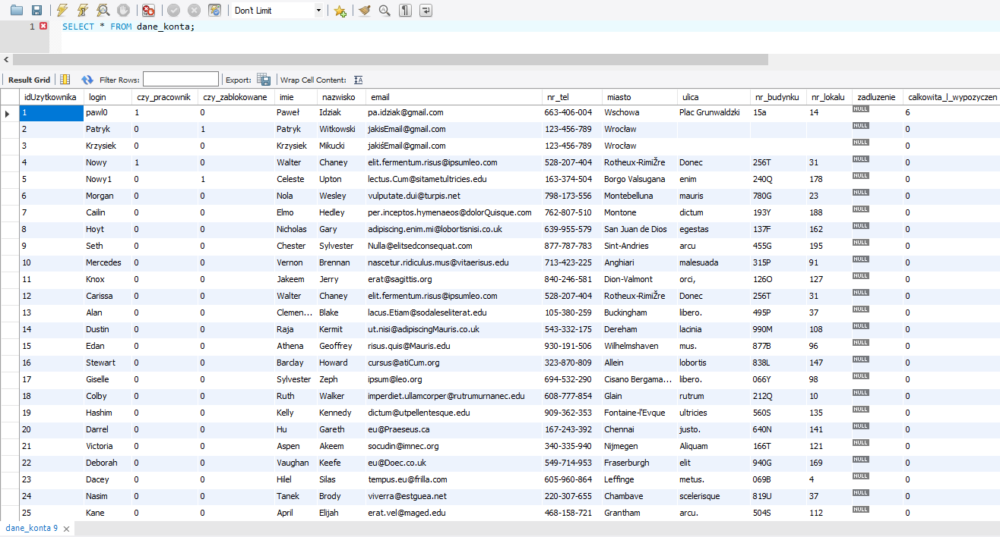 Don't Limit
1 SELECT * FROM dane_konta;
Result Grid Filter Rows: Export: Wrap Cell Content:
idUzytkownika login czy_pracownik czy_zablokowane imie nazwisko email nr_tel miasto ulica nr_budynku nr_lokalu zadluzenie calkowita_l_wypozyczen
1 pawl0 1 0 Paweł Idziak pa.idziak@gmail.com 663-406-004 Wschowa Plac Grunwaldzki 15a 14 NULL 6
2 Patryk 0 1 Patryk Witkowski jakisEmail@gmail.com 123-456-789 Wrocław NULL 0
3 Krzysiek 0 0 Krzysiek Mikucki jakiśEmail@gmail.com 123-456-789 Wrocław NULL 0
4 Nowy 1 0 Walter Chaney elit.fermentum.risus@ipsumleo.com 528-207-404 Rotheux-RimiŽre Donec 256T 31 NULL 0
5 Nowy1 0 1 Celeste Upton lectus.Cum@sitametultricies.edu 163-374-504 Borgo Valsugana enim 240Q 178 NULL 0
6 Morgan 0 0 Nola Wesley vulputate.dui@turpis.net 798-173-556 Montebelluna mauris 780G 23 NULL 0
7 Cailin 0 0 Elmo Hedley per.inceptos.hymenaeos@dolorQuisque.com 762-807-510 Montone dictum 193Y 188 NULL 0
8 Hoyt 0 0 Nicholas Gary adipiscing.enim.mi@lobortisnisi.co.uk 639-955-579 San Juan de Dios egestas 137F 162 NULL 0
9 Seth 0 0 Chester Sylvester Nulla@elitsedconsequat.com 877-787-783 Sint-Andries arcu 455G 195 NULL 0
10 Mercedes 0 0 Vernon Brennan nascetur.ridiculus.mus@vitaerisus.edu 713-423-225 Anghiari malesuada 315P 91 NULL 0
11 Knox 0 0 Jakeem Jerry erat@sagittis.org 840-246-581 Dion-Valmont orci, 126O 127 NULL 0
12 Carissa 0 0 Walter Chaney elit.fermentum.risus@ipsumleo.com 528-207-404 Rotheux-RimiŽre Donec 256T 31 NULL 0
13 Alan 0 0 Clemen... Blake lacus.Etiam@sodaleseliterat.edu 105-380-259 Buckingham libero. 495P 37 NULL 0
14 Dustin 0 0 Raja Kermit ut.nisi@adipiscingMauris.co.uk 543-332-175 Dereham lacinia 990M 108 NULL 0
15 Edan 0 0 Athena Geoffrey risus.quis@Mauris.edu 930-191-506 Wilhelmshaven mus. 877B 96 NULL 0
16 Stewart 0 0 Barclay Howard cursus@atiCum.org 323-870-809 Allein lobortis 838L 147 NULL 0
17 Giselle 0 0 Sylvester Zeph ipsum@leo.org 694-532-290 Cisano Bergama... libero. 066Y 98 NULL 0
18 Colby 0 0 Ruth Walker imperdiet.ullamcorper@rutrumurnanec.edu 608-777-854 Glain rutrum 212Q 10 NULL 0
19 Hashim 0 0 Kelly Kennedy dictum@utpellentesque.edu 909-362-353 Fontaine-l'Evque ultricies 560S 135 NULL 0
20 Darrel 0 0 Hu Gareth eu@Praeseus.ca 167-243-392 Chennai justo. 640N 141 NULL 0
21 Victoria 0 0 Aspen Akeem socudin@imnec.org 340-335-940 Nijmegen Aliquam 166T 121 NULL 0
22 Deborah 0 0 Vaughan Keefe eu@Doec.co.uk 549-714-953 Fraserburgh elit 940G 169 NULL 0
23 Dacey 0 0 Hilel Silas tempus.eu@frilla.com 605-960-864 Leffinge metus. 069B 4 NULL 0
24 Nasim 0 0 Tanek Brody viverra@estguea.net 220-307-655 Chambave scelerisque 819U 37 NULL 0
25 Kane 0 0 April Elijah erat.vel@maged.edu 468-158-721 Grantham arcu. 504S 112 NULL 0
dane_konta 9